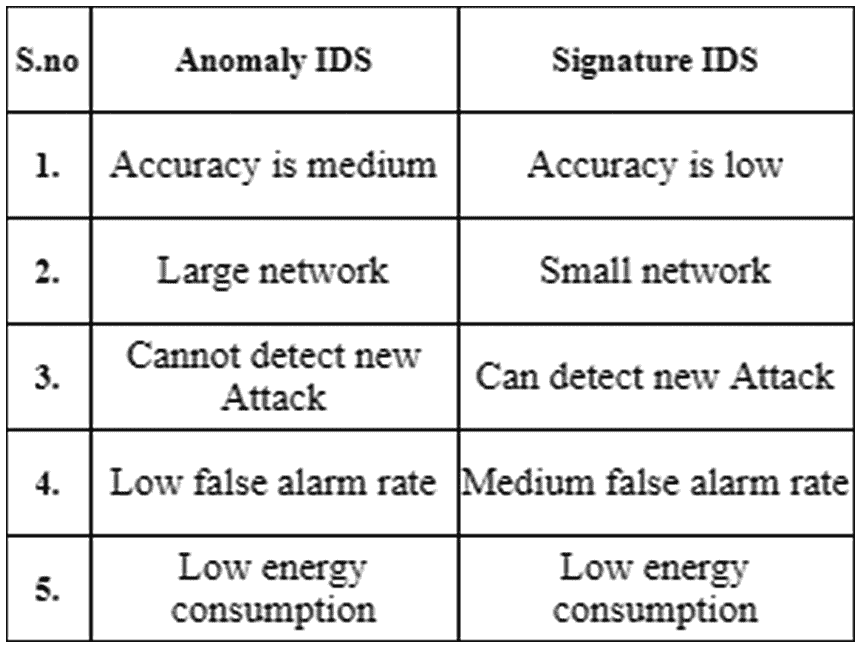 S.no Anomaly IDS Signature IDS
1. Accuracy is medium Accuracy is low
2. Large network Small network
3. Cannot detect new
Attack Can detect new Attack
4. Low false alarm rate Medium false alarm rate
5. Low energy
consumption Low energy
consumption